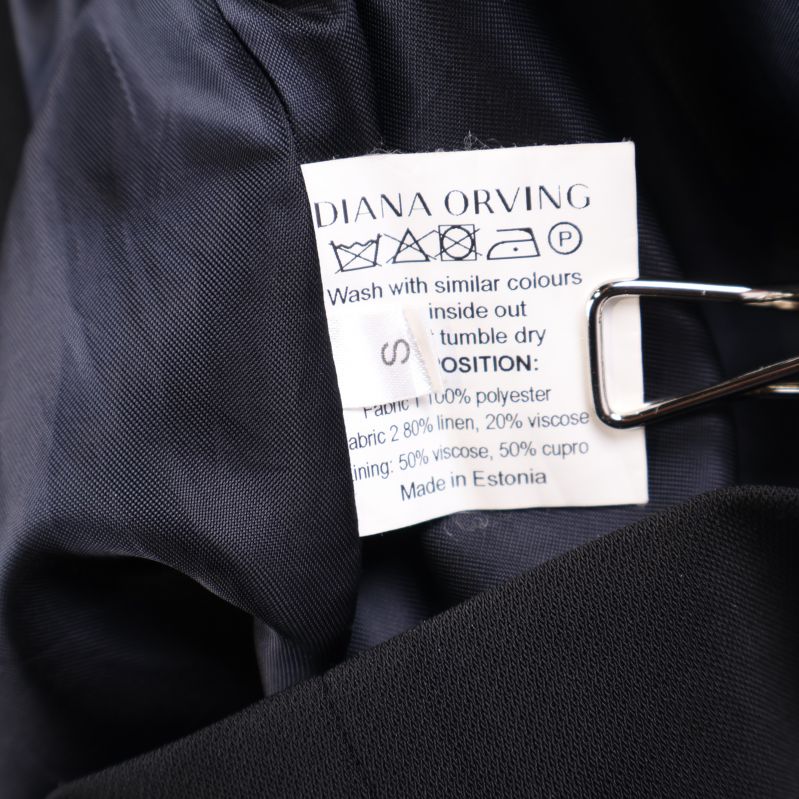 DIANA ORVING
P
Wash with similar colours
inside out
tumble dry
S
POSITION:
Fabric 1 100% polyester
abric 2 80% linen, 20% viscose
ining: 50% viscose, 50% cupro
Made in Estonia